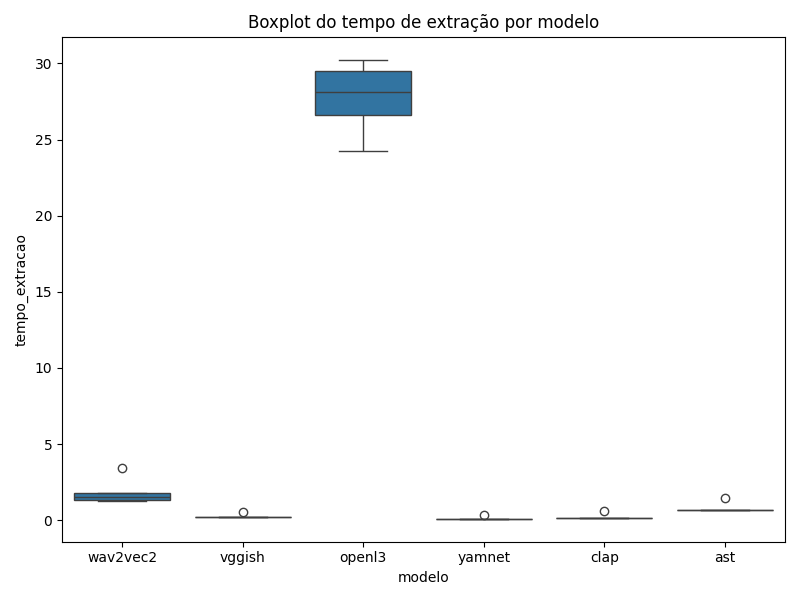 Boxplot do tempo de extração por modelo
30
25
20
15
10
5
0
tempo_extracao
wav2vec2 vggish openl3 yamnet clap ast
modelo